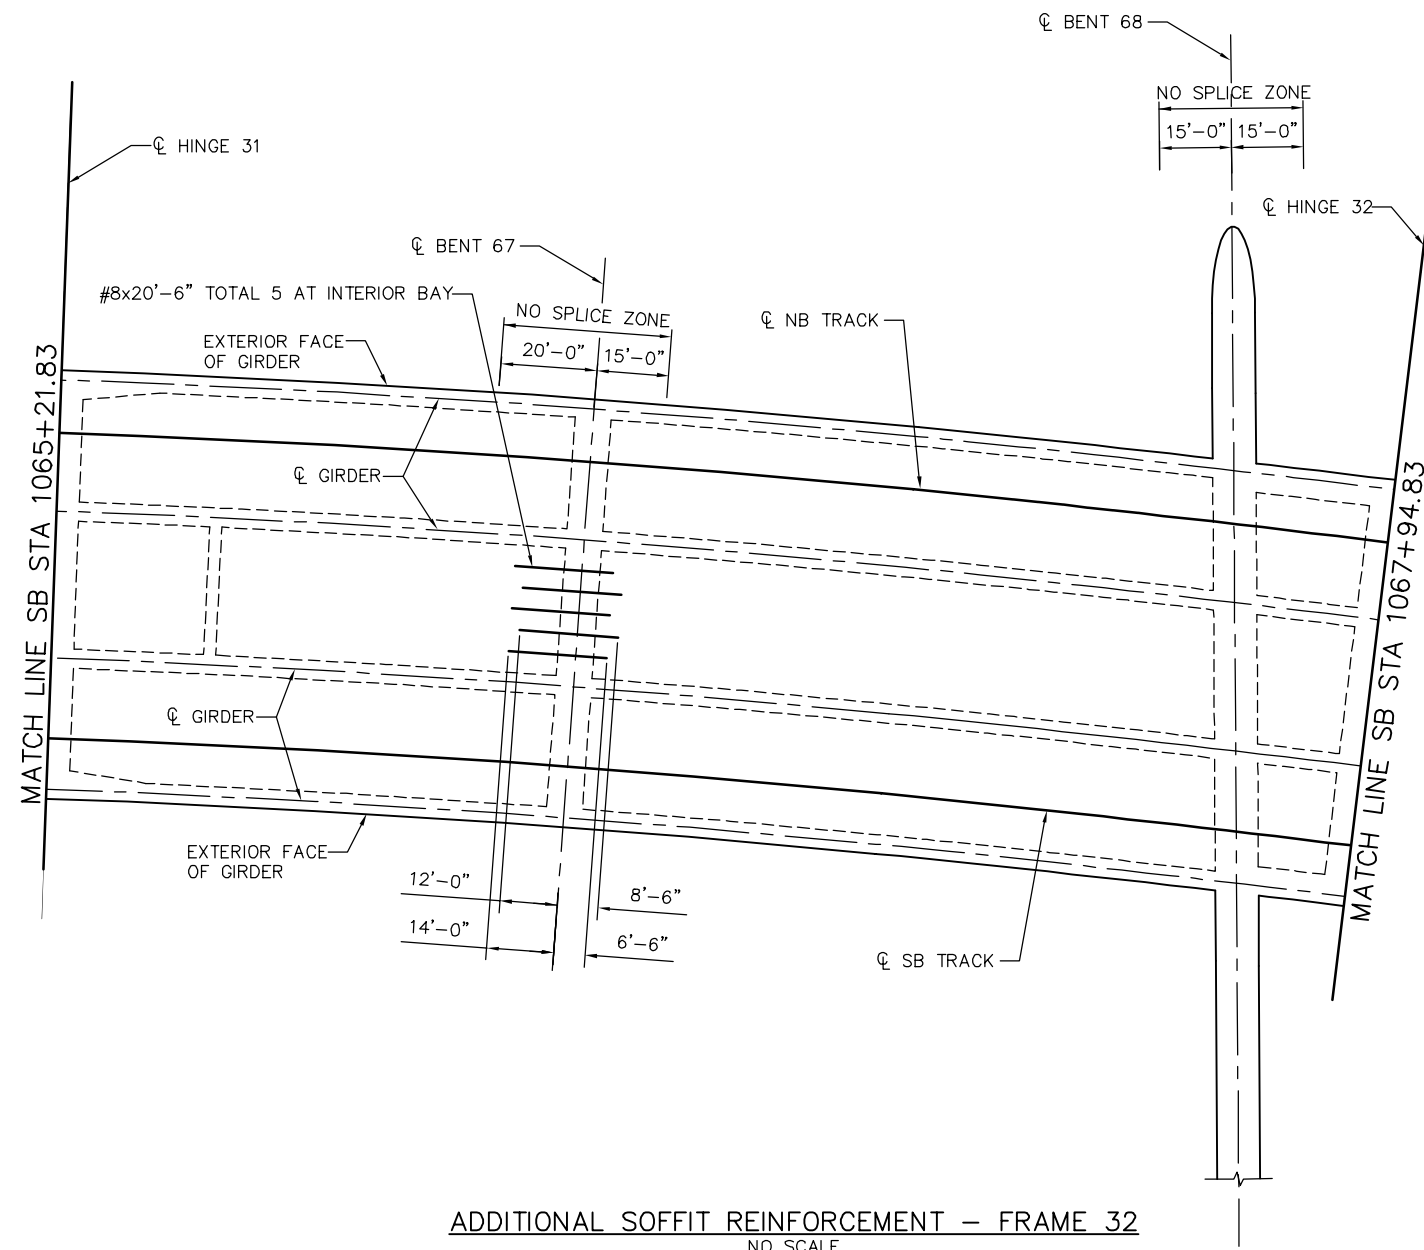 ℄ BENT 68
NO SPLICE ZONE
15'-0" 15'-0"
℄ HINGE 31
℄ HINGE 32
℄ BENT 67
#8x20'-6" TOTAL 5 AT INTERIOR BAY
NO SPLICE ZONE
20'-0" 15'-0"
℄ NB TRACK
EXTERIOR FACE
OF GIRDER
MATCH LINE SB STA 1065+21.83
℄ GIRDER
MATCH LINE SB STA 1067+94.83
℄ GIRDER
EXTERIOR FACE
OF GIRDER
12'-0"
8'-6"
14'-0"
6'-6"
℄ SB TRACK
ADDITIONAL SOFFIT REINFORCEMENT – FRAME 32
NO SCALE